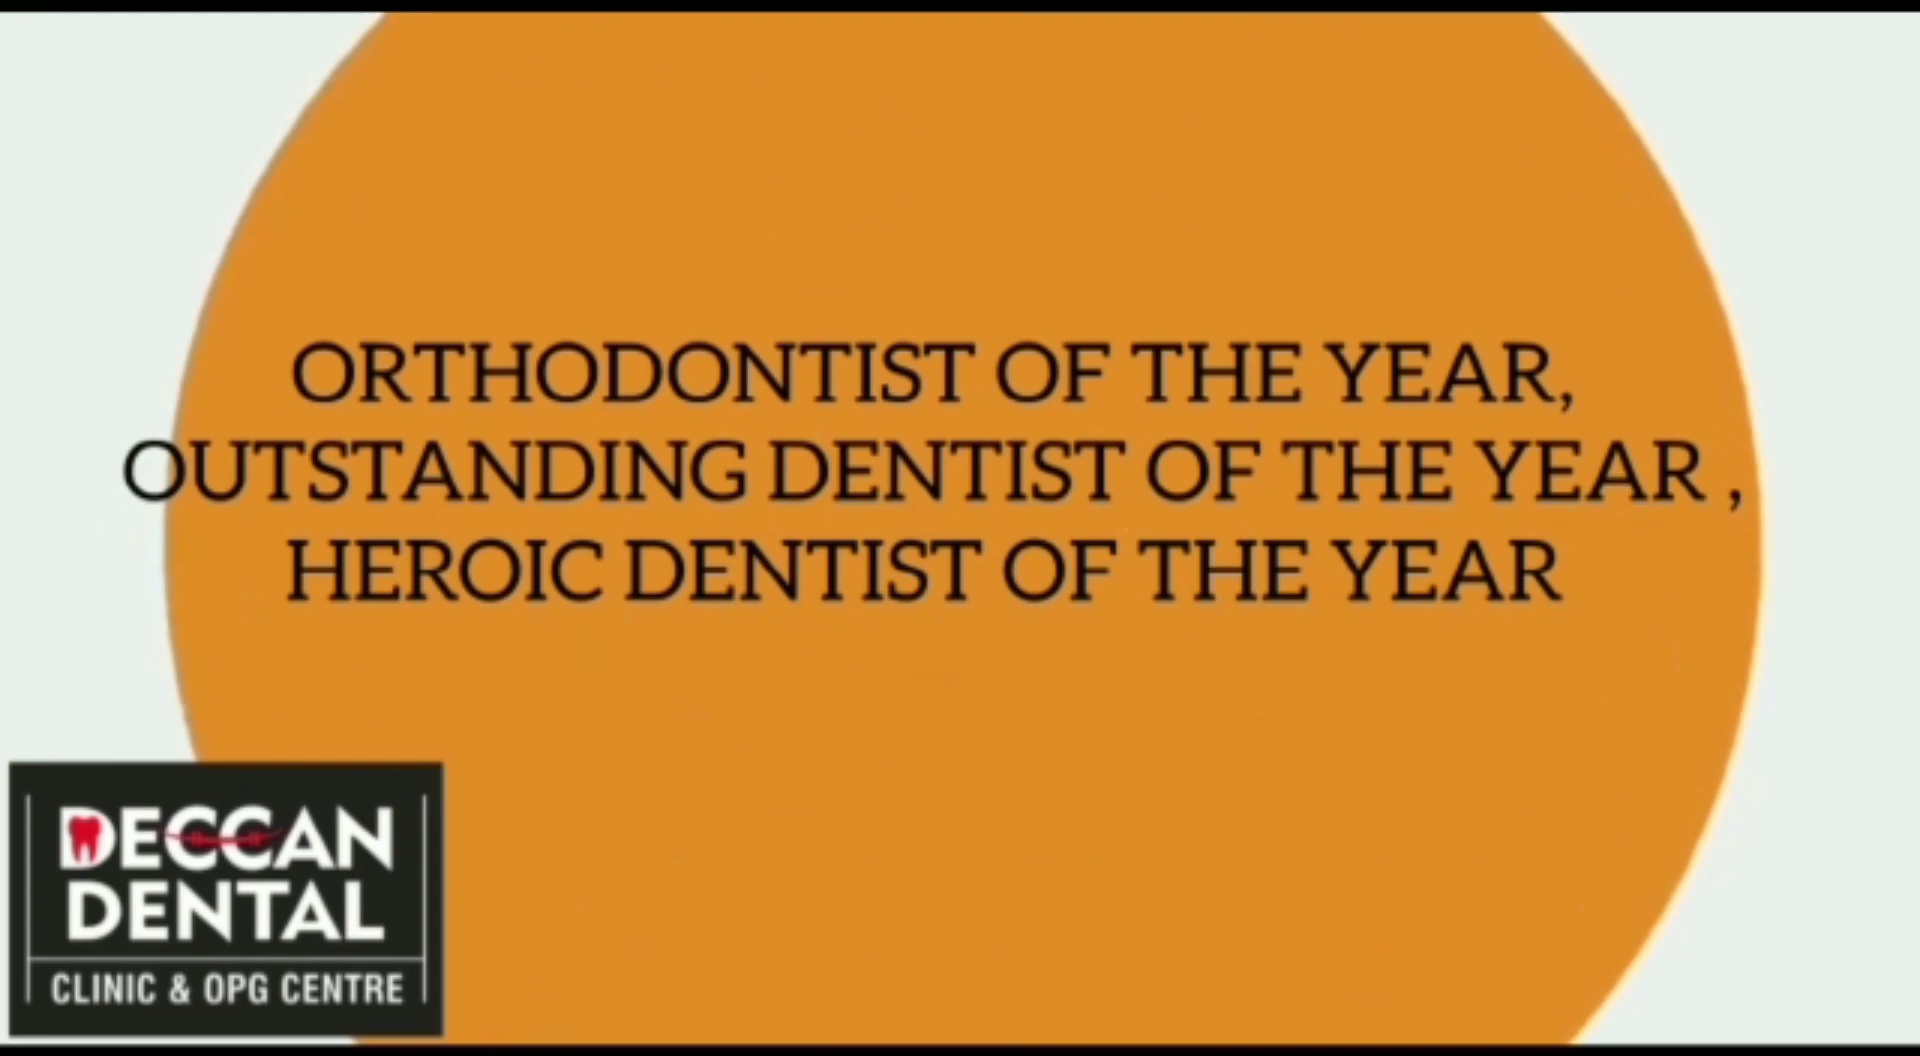 ORTHODONTIST OF THE YEAR,
OUTSTANDING DENTIST OF THE YEAR ,
HEROIC DENTIST OF THE YEAR
DECCAN
DENTAL
CLINIC & OPG CENTRE